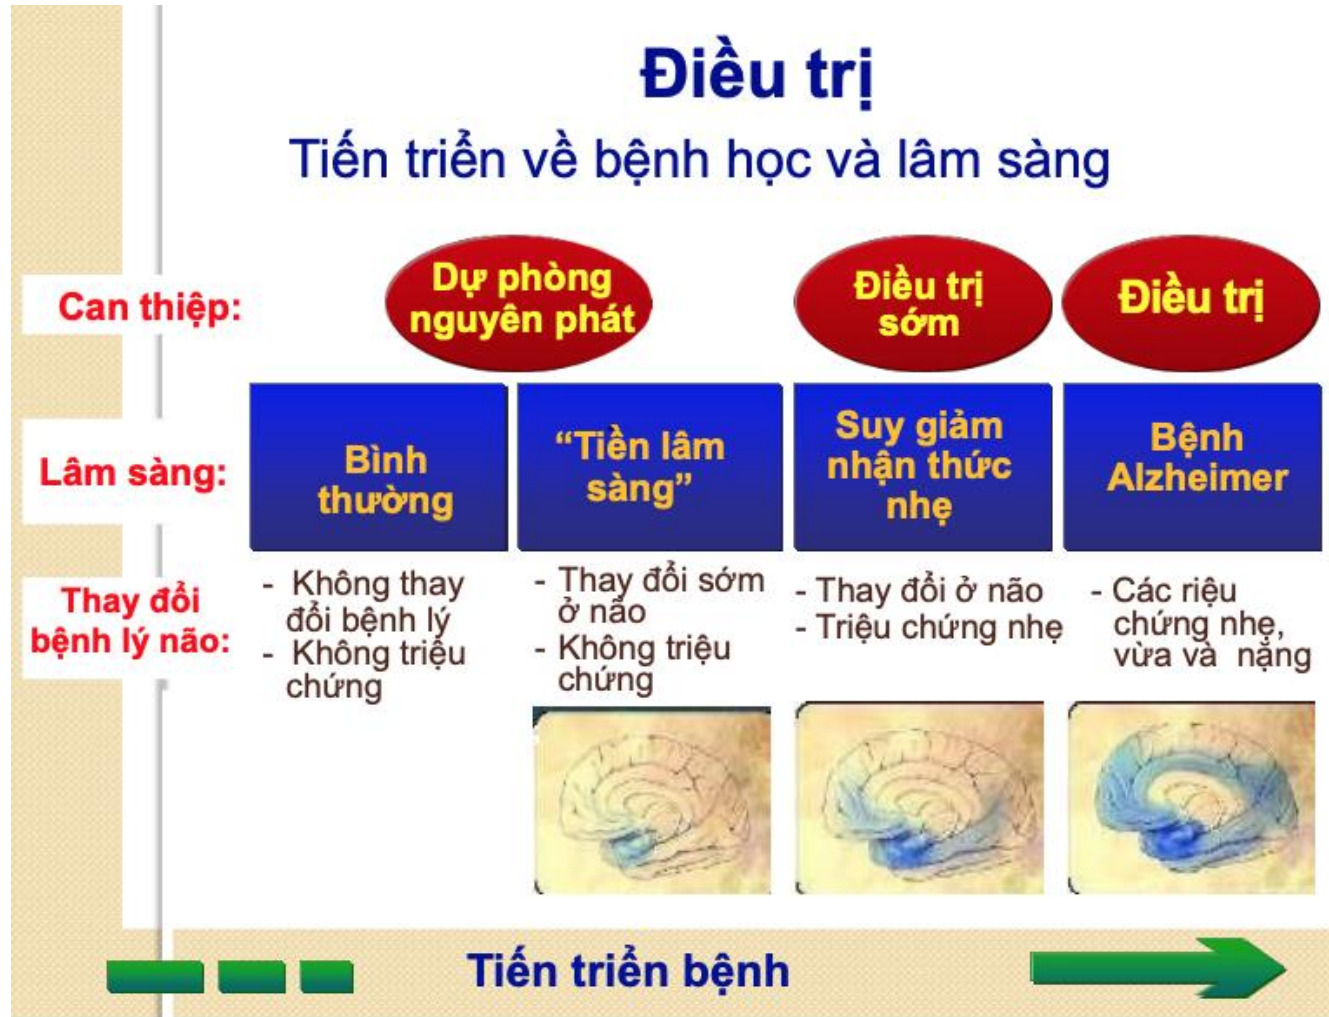 Điều trị
Tiến triển về bệnh học và lâm sàng
Can thiệp:
Dự phòng
nguyên phát
Điều trị
sớm
Điều trị
Lâm sàng:
Bình
thường
“Tiền lâm
sàng”
Suy giảm
nhận thức
nhẹ
Bệnh
Alzheimer
Thay đổi
bệnh lý não:
- Không thay
đổi bệnh lý
- Không triệu
chứng
- Thay đổi sớm
ở não
- Không triệu
chứng
- Thay đổi ở não
- Triệu chứng nhẹ
- Các riệu
chứng nhẹ,
vừa và nặng
Tiến triển bệnh